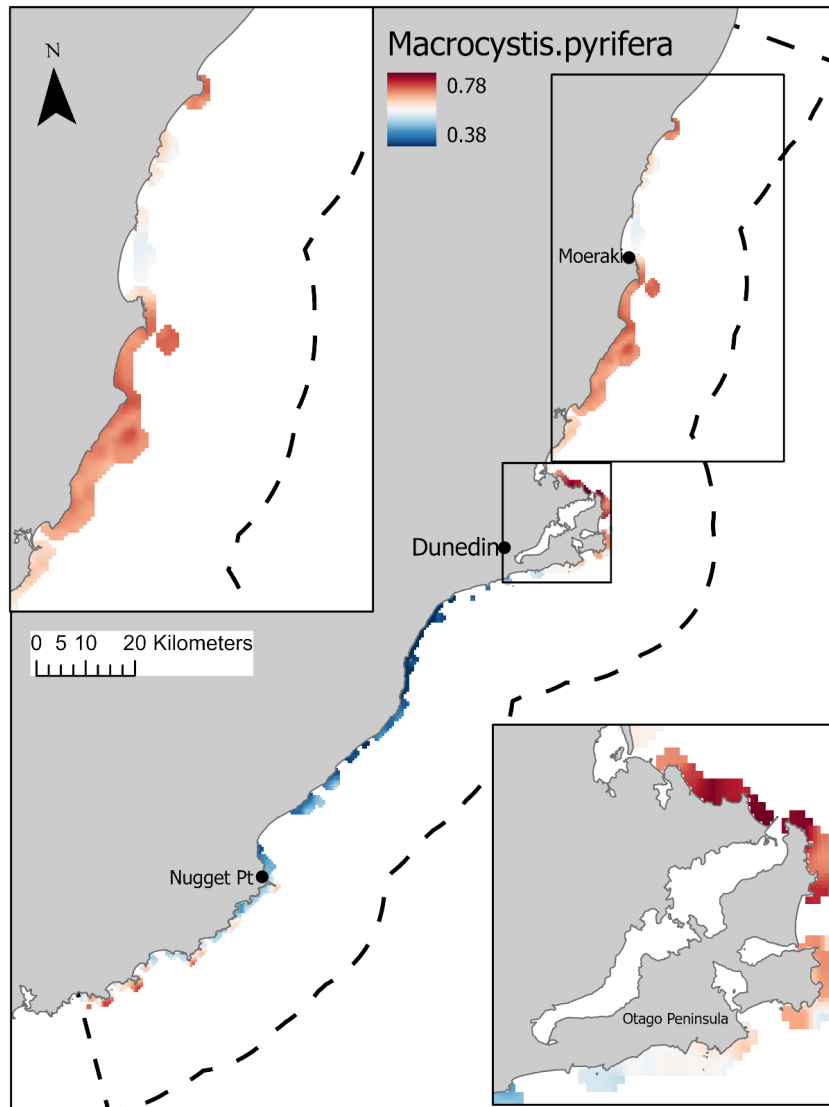 N
Macrocystis.pyrifera
0.78
0.38
Moeraki
Dunedin
0 5 10 20 Kilometers
Nugget Pt
Otago Peninsula